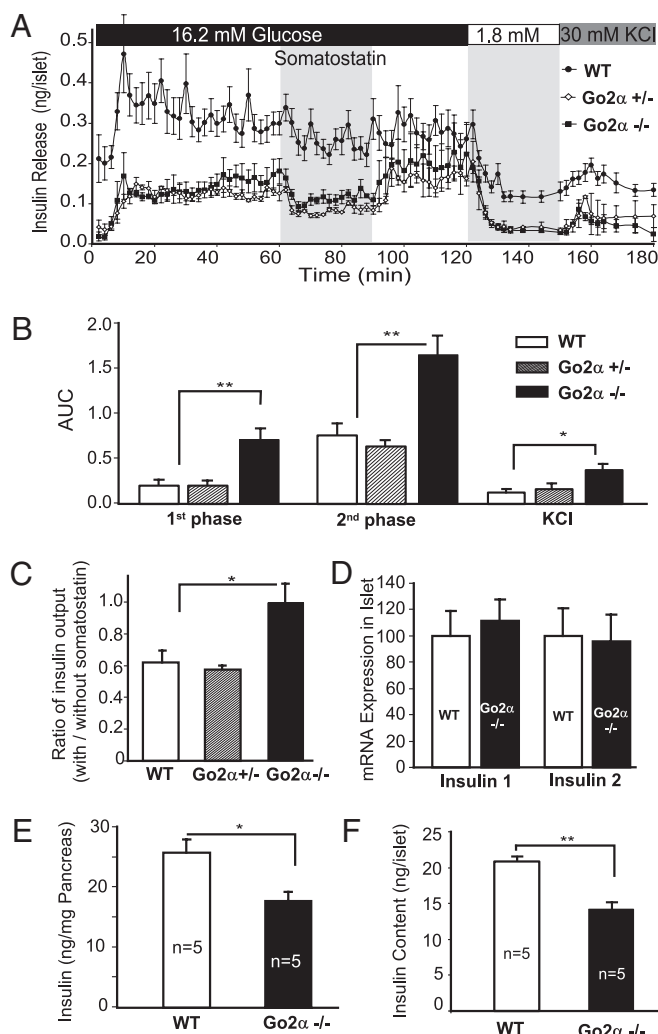 A
16.2 mM Glucose
1.8 mM
30 mM KCl
Somatostatin
WT
Go2α +/-
Go2α -/-
Insulin Release (ng/islet)
0.5
0.4
0.3
0.2
0.1
0.0
0 20 40 60 80 100 120 140 160 180
Time (min)
B
AUC
2.0
1.5
1.0
0.5
0.0
**
**
*
WT
Go2α +/-
Go2α -/-
1st phase
2nd phase
KCl
C
Ratio of insulin output
(with / without somatostatin)
1.0
0.8
0.6
0.4
0.2
0
*
WT Go2α+/- Go2α-/-
D
mRNA Expression in Islet
140
120
100
80
60
40
20
0
WT
Go2α
-/-
WT
Go2α
-/-
Insulin 1
Insulin 2
E
Insulin (ng/mg Pancreas)
30
20
10
0
*
n=5
n=5
WT
Go2α -/-
F
Insulin Content (ng/islet)
25
20
15
10
5
0
**
n=5
n=5
WT
Go2α -/-